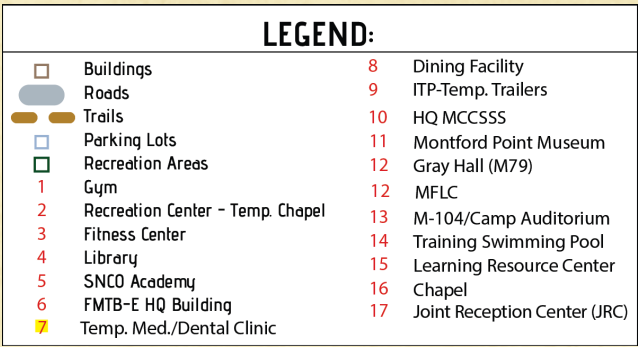 LEGEND:
Buildings
Roads
Trails
Parking Lots
Recreation Areas
1 Gym
2 Recreation Center - Temp. Chapel
3 Fitness Center
4 Library
5 SNCO Academy
6 FMTB-E HQ Building
7 Temp. Med./Dental Clinic
8 Dining Facility
9 ITP-Temp. Trailers
10 HQ MCCSSS
11 Montford Point Museum
12 Gray Hall (M79)
12 MFLC
13 M-104/Camp Auditorium
14 Training Swimming Pool
15 Learning Resource Center
16 Chapel
17 Joint Reception Center (JRC)